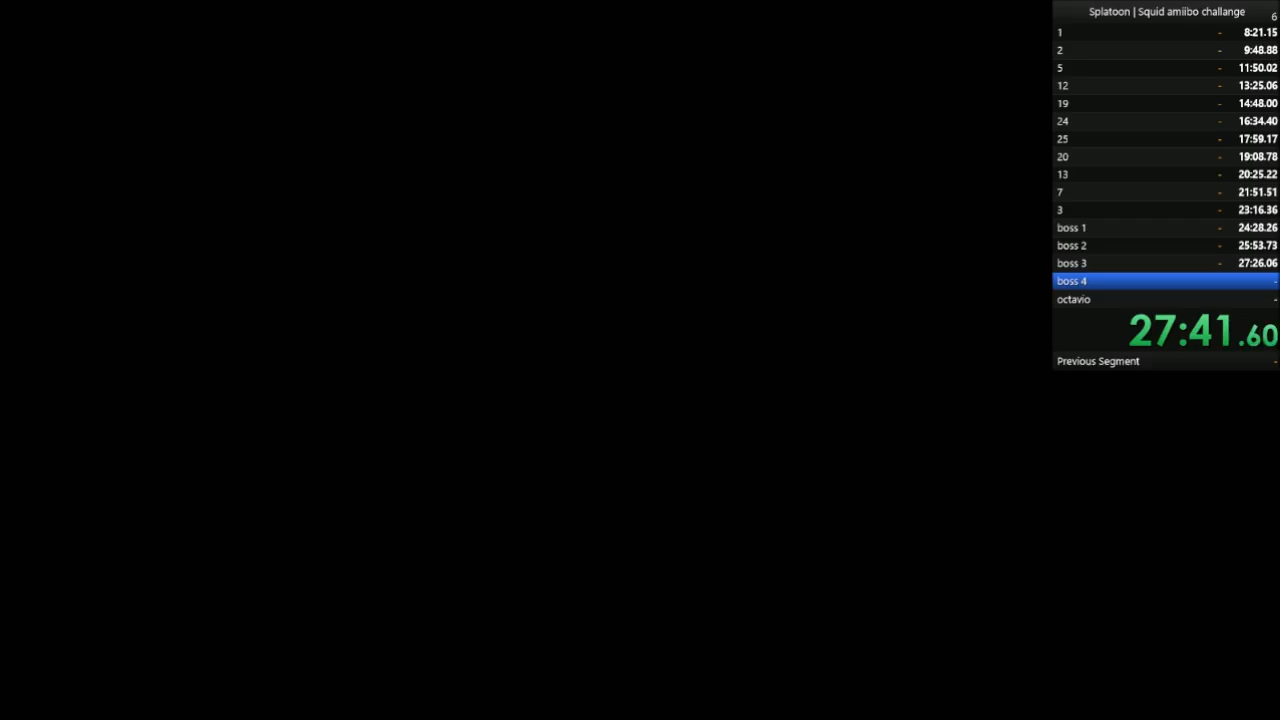 Splatoon | Squid amiibo challange 6
1 - 8:21.15
2 - 9:48.88
5 - 11:50.02
12 - 13:25.06
19 - 14:48.00
24 - 16:34.40
25 - 17:59.17
20 - 19:08.78
13 - 20:25.22
7 - 21:51.51
3 - 23:16.36
boss 1 - 24:28.26
boss 2 - 25:53.73
boss 3 - 27:26.06
boss 4 -
octavio -
27:41.60
Previous Segment -